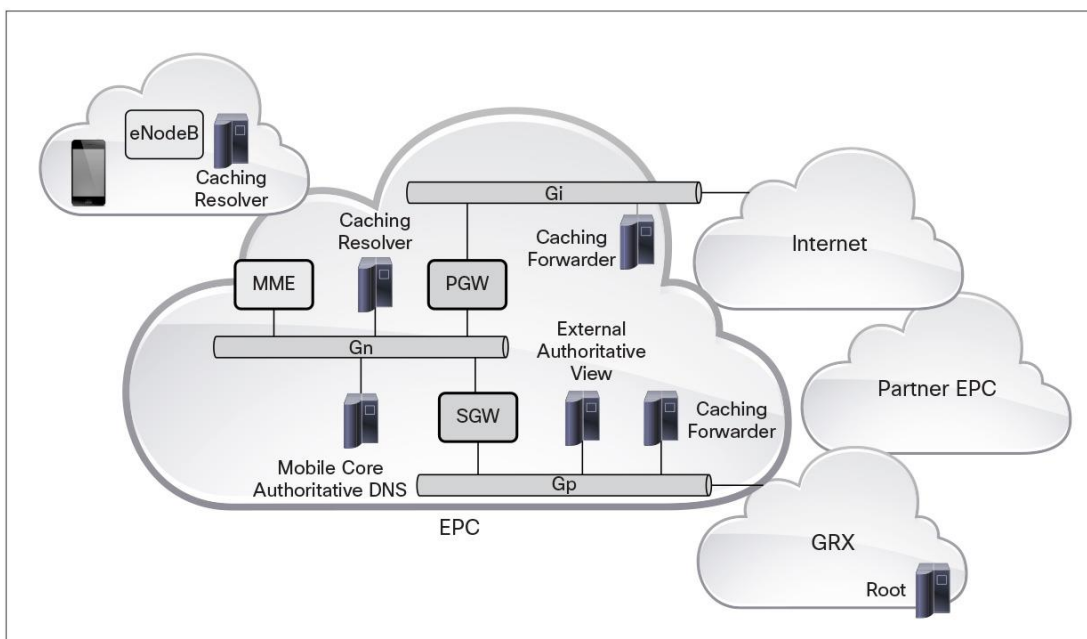 eNodeB
Caching
Resolver
Gi
Caching
Resolver
Caching
Forwarder
Internet
MME
PGW
Gn
External
Authoritative
View
Partner EPC
SGW
Caching
Forwarder
Mobile Core
Authoritative DNS
Gp
EPC
GRX
Root